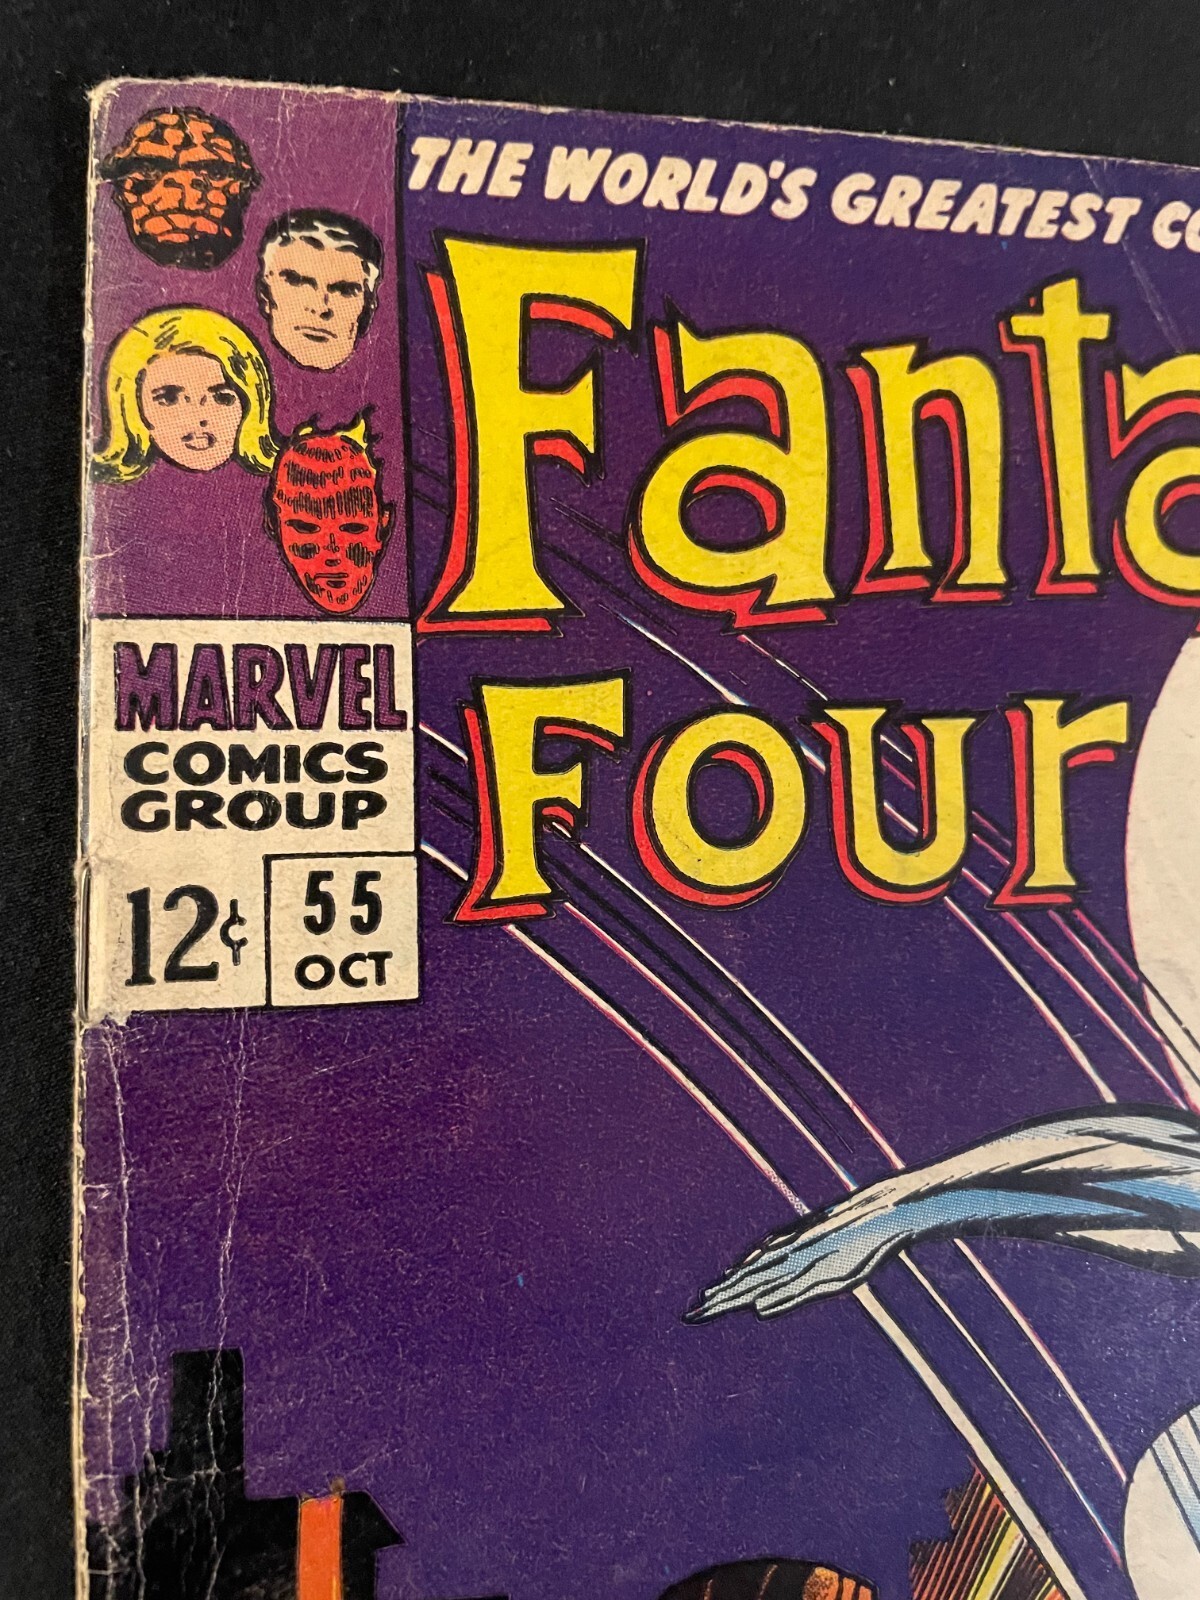 THE WORLD'S GREATEST CO
Fanta
Four
MARVEL
COMICS
GROUP
12¢
55
OCT